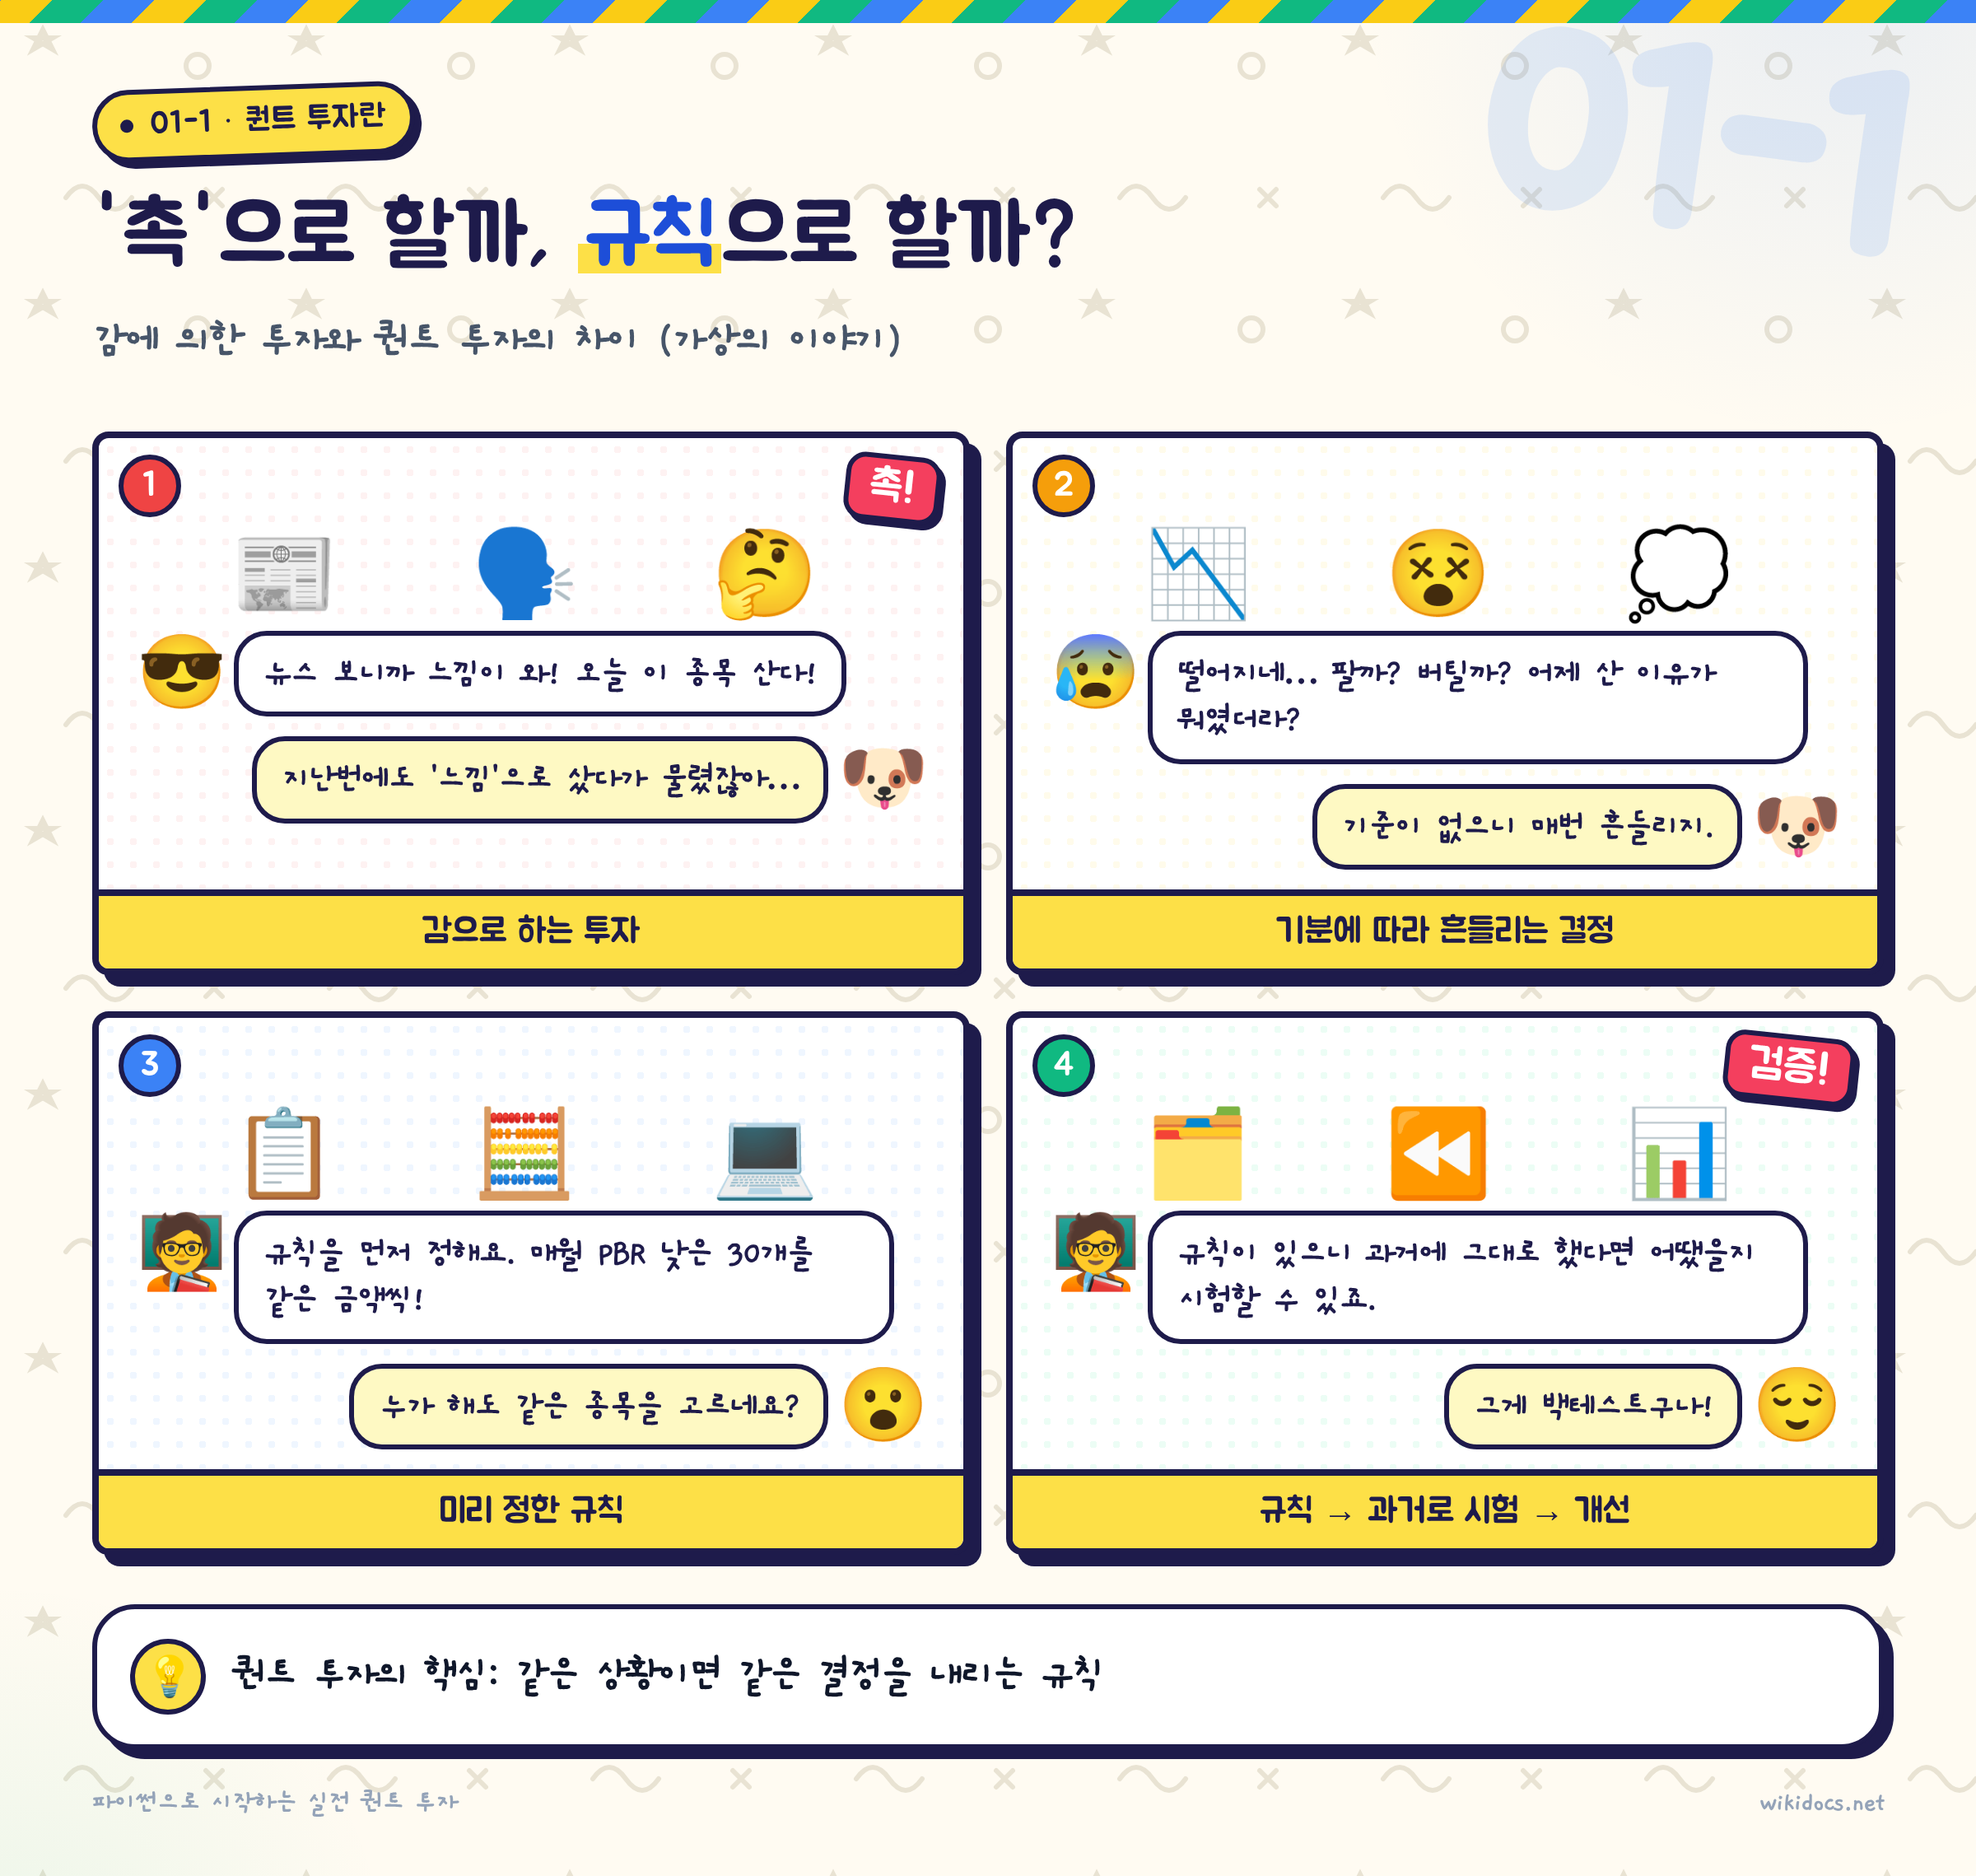 01-1
01-1 · 퀀트 투자란
'촉'으로 할까, 규칙으로 할까?
감에 의한 투자와 퀀트 투자의 차이 (가상의 이야기)
1
촉!
뉴스 보니까 느낌이 와! 오늘 이 종목 산다!
지난번에도 '느낌'으로 샀다가 물렸잖아...
감으로 하는 투자
2
떨어지네... 팔까? 버틸까? 어제 산 이유가
뭐였더라?
기준이 없으니 매번 흔들리지.
기분에 따라 흔들리는 결정
3
규칙을 먼저 정해요. 매월 PBR 낮은 30개를
같은 금액씩!
누가 해도 같은 종목을 고르네요?
미리 정한 규칙
4
검증!
규칙이 있으니 과거에 그대로 했다면 어땠을지
시험할 수 있죠.
그게 백테스트구나!
규칙 → 과거로 시험 → 개선
퀀트 투자의 핵심: 같은 상황이면 같은 결정을 내리는 규칙
파이썬으로 시작하는 실전 퀀트 투자
wikidocs.net